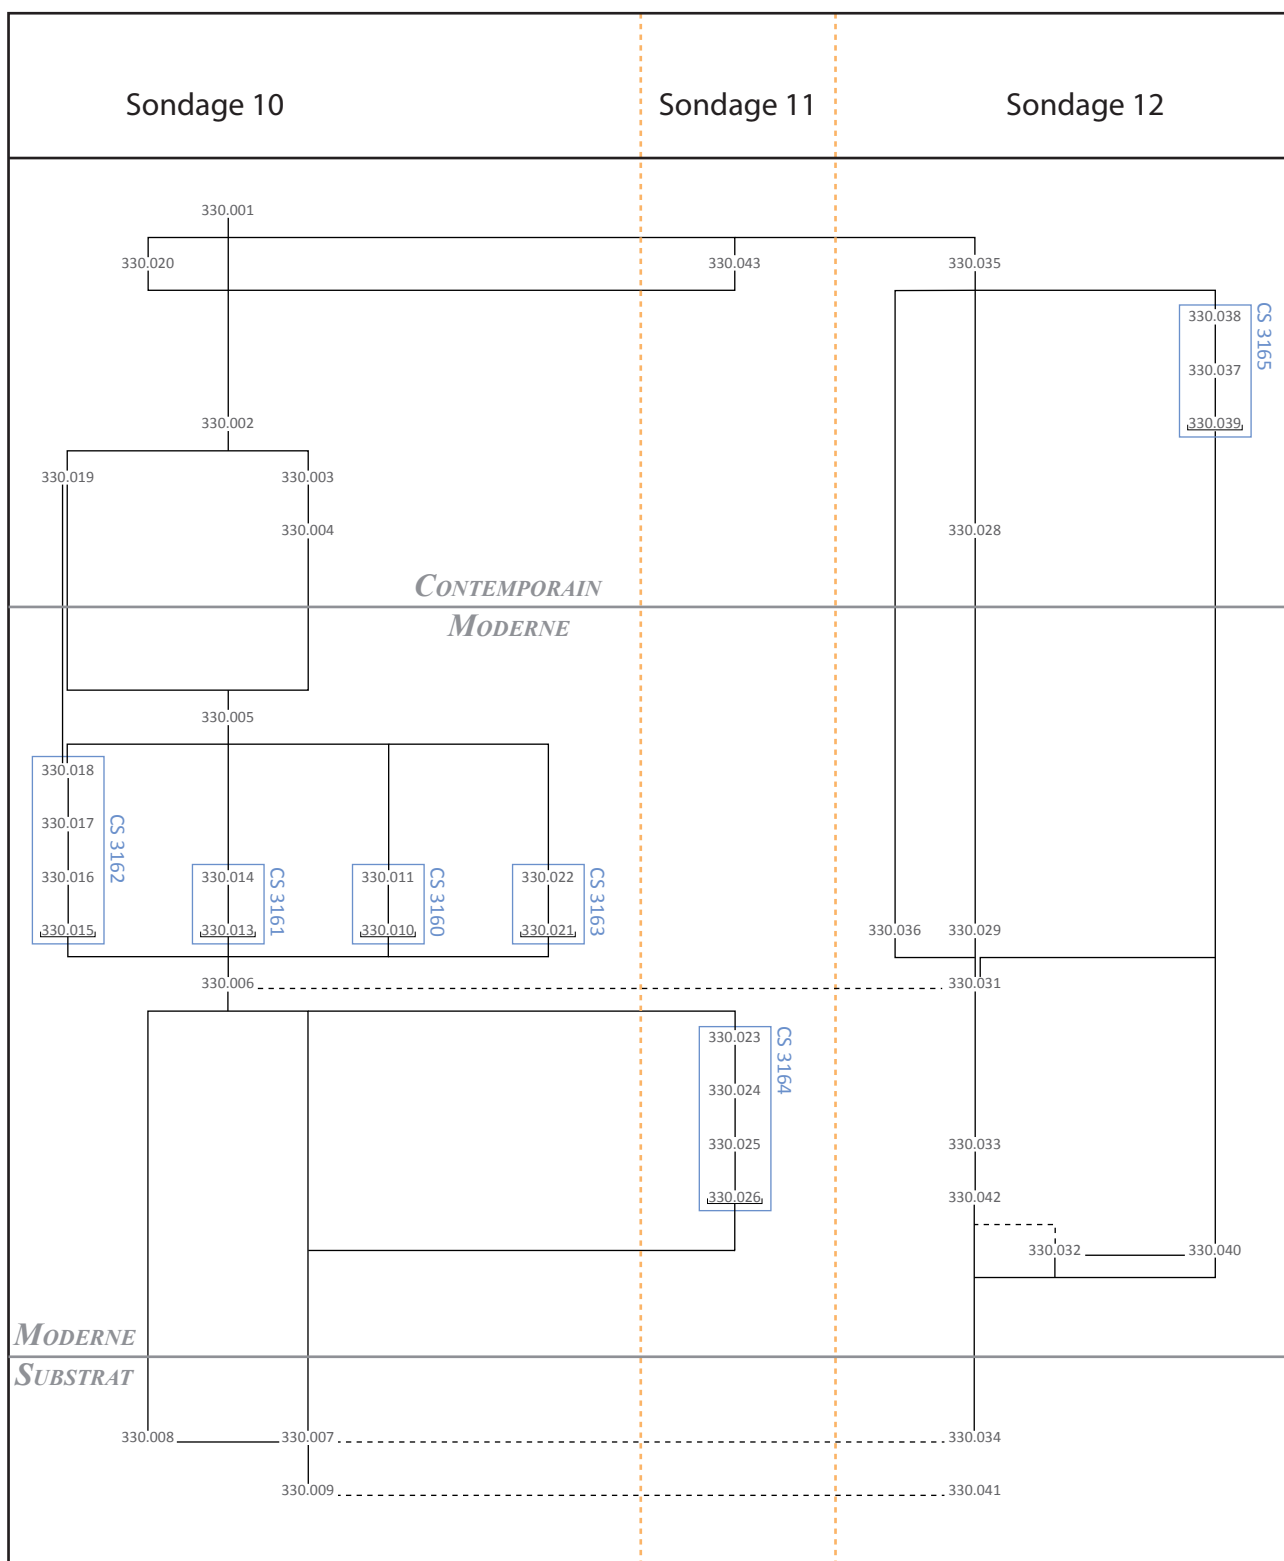 Sondage 10 Sondage 11 Sondage 12
330.001
330.020 330.043 330.035
330.038
CS 3165
330.037
330.002 330.039
330.019 330.003
330.004 330.028
CONTEMPORAIN
MODERNE
330.005
330.018
330.017
CS 3162
330.016 330.014 330.011 330.022
CS 3161 CS 3160 CS 3163
330.015 330.013 330.010 330.021 330.036 330.029
330.006 330.031
330.023
CS 3164
330.024
330.025 330.033
330.026 330.042
330.032 330.040
MODERNE
SUBSTRAT
330.008 330.007 330.034
330.009 330.041